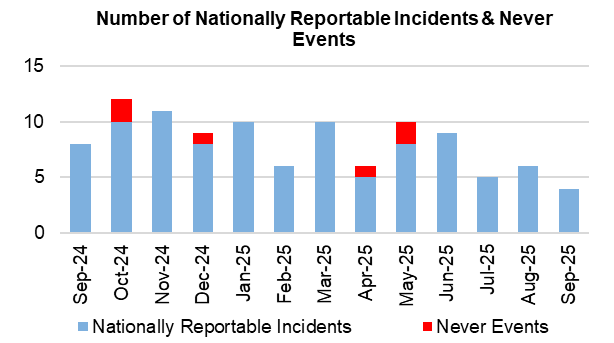 Number of Nationally Reportable Incidents & Never
Events
15
10
5
0
Sep-24
Oct-24
Nov-24
Dec-24
Jan-25
Feb-25
Mar-25
Apr-25
May-25
Jun-25
Jul-25
Aug-25
Sep-25
Nationally Reportable Incidents
Never Events